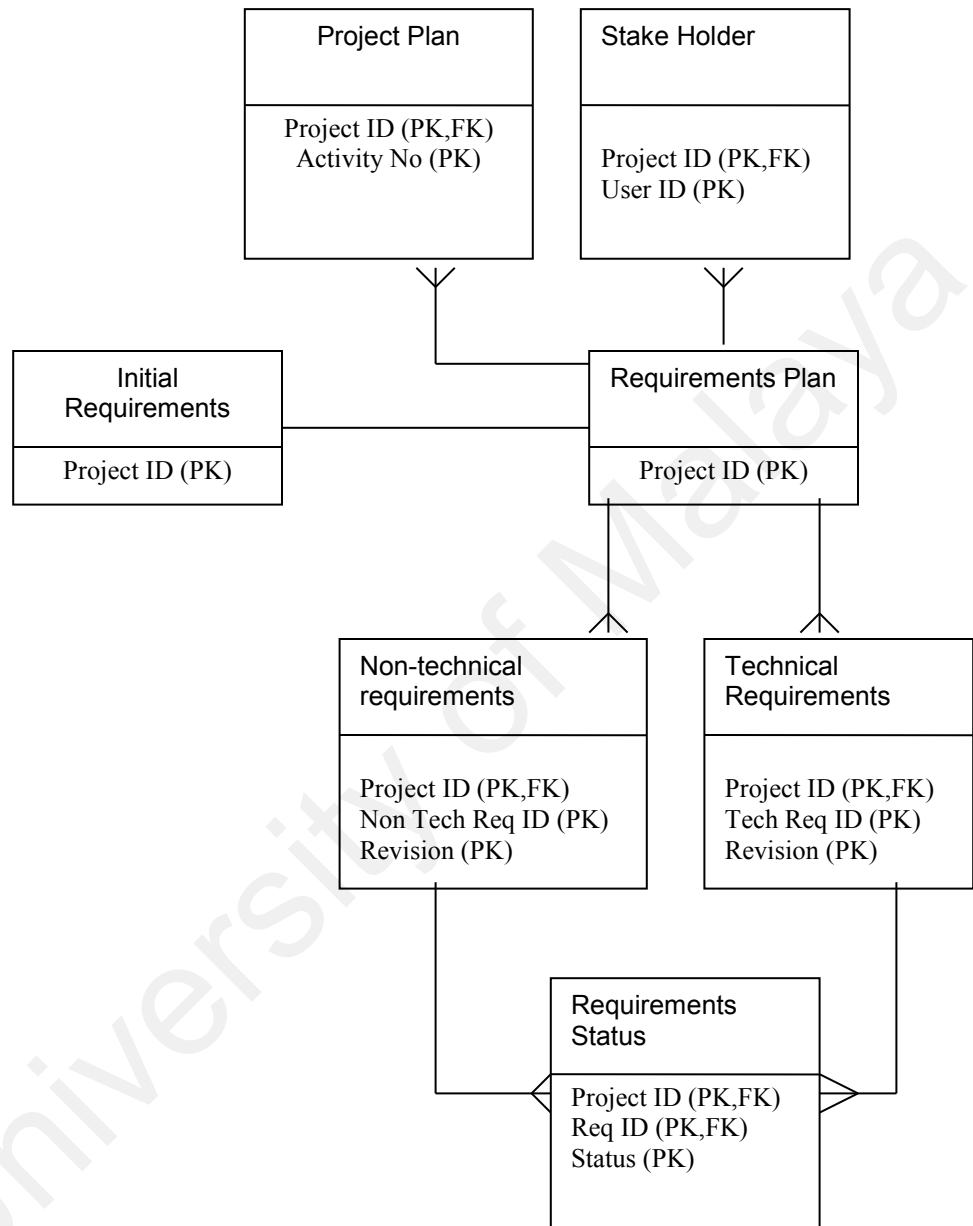 Project Plan
Project ID (PK,FK)
Activity No (PK)
Stake Holder
Project ID (PK,FK)
User ID (PK)
Initial
Requirements
Project ID (PK)
Requirements Plan
Project ID (PK)
Non-technical
requirements
Project ID (PK,FK)
Non Tech Req ID (PK)
Revision (PK)
Technical
Requirements
Project ID (PK,FK)
Tech Req ID (PK)
Revision (PK)
Requirements
Status
Project ID (PK,FK)
Req ID (PK,FK)
Status (PK)
University of Malaya